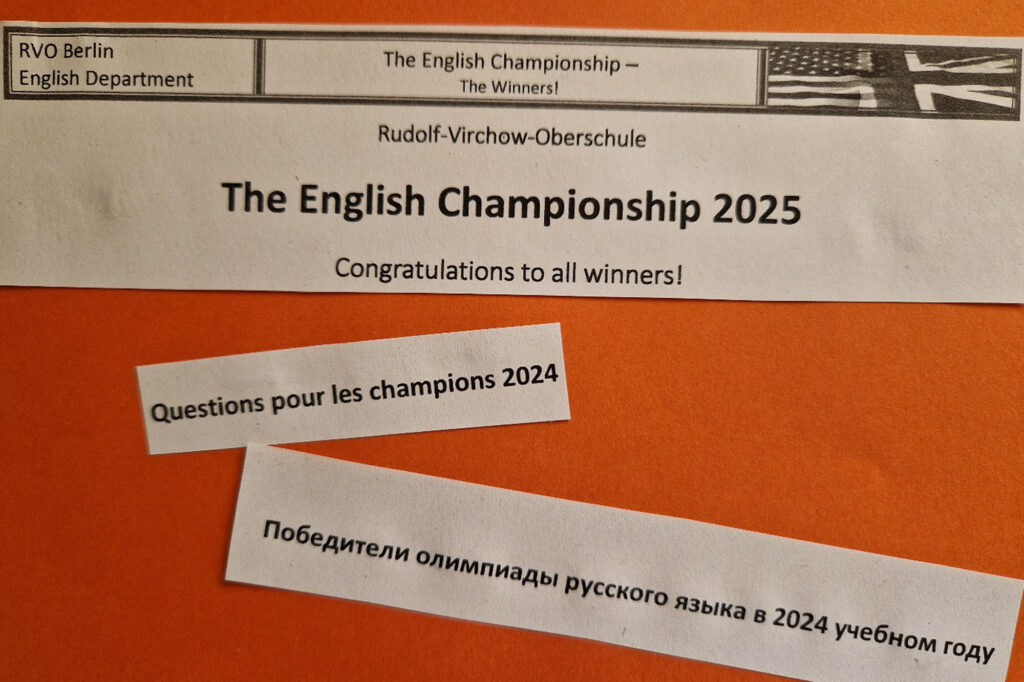 RVO Berlin
English Department
The English Championship –
The Winners!
Rudolf-Virchow-Oberschule
The English Championship 2025
Congratulations to all winners!
Questions pour les champions 2024
Победители олимпиады русского языка в 2024 учебном году